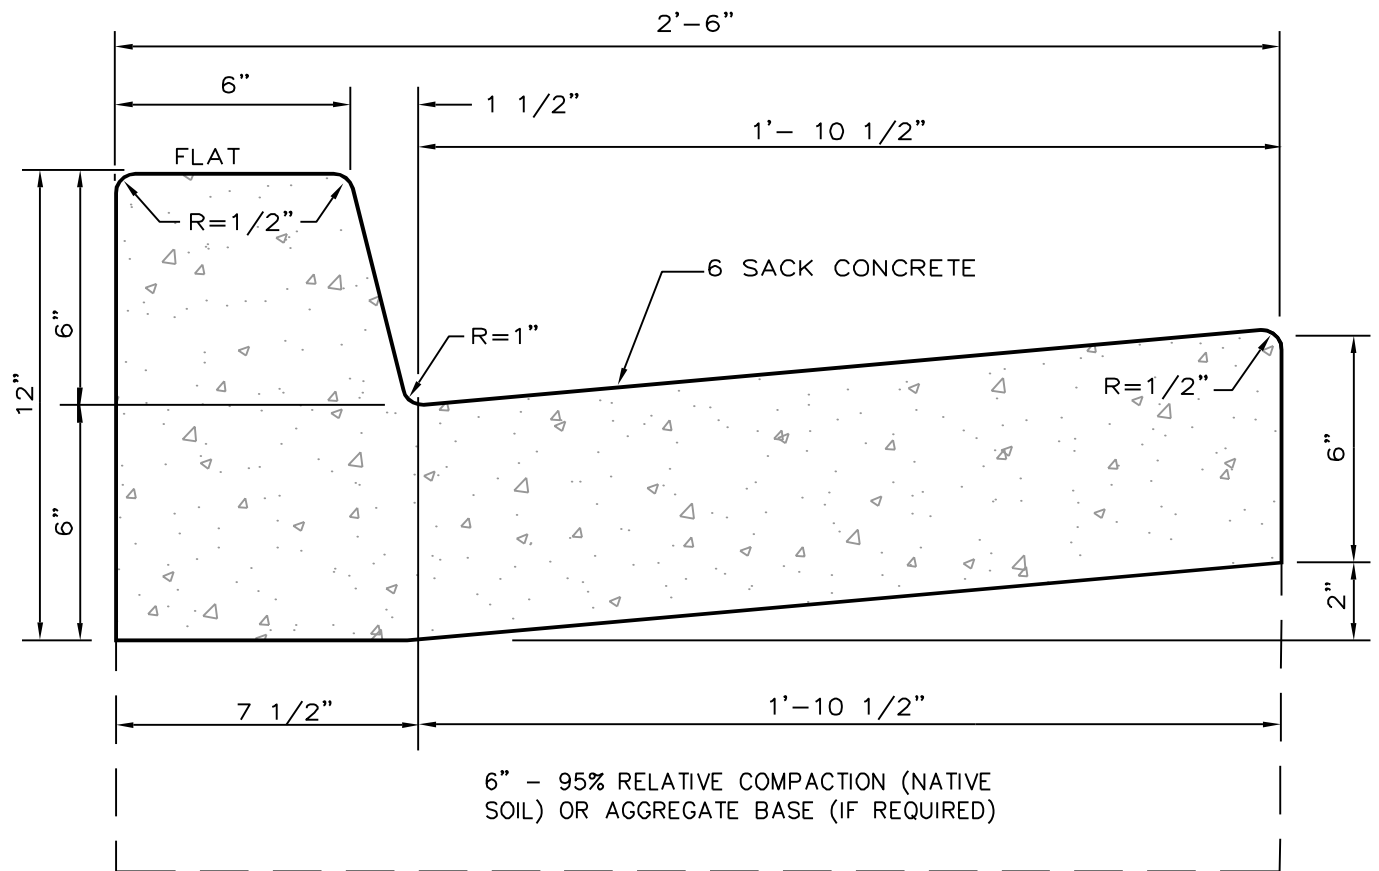 2'-6"
6"
1 1/2"
1'- 10 1/2"
FLAT
R=1/2"
6 SACK CONCRETE
6"
R=1"
12"
R=1/2"
6"
6"
2"
7 1/2"
1'-10 1/2"
6" - 95% RELATIVE COMPACTION (NATIVE
SOIL) OR AGGREGATE BASE (IF REQUIRED)